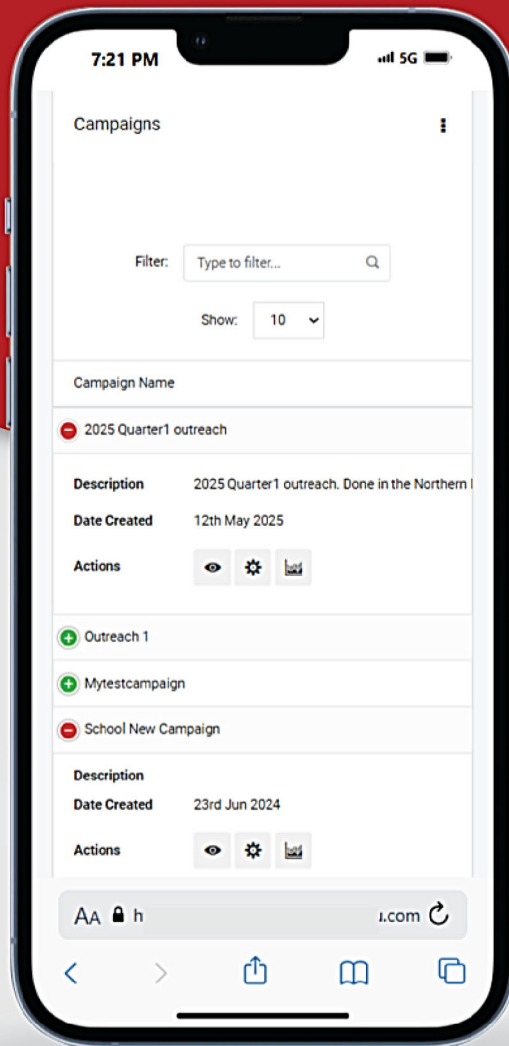 7:21 PM 5G
Campaigns
Filter: Type to filter...
Show: 10
Campaign Name
2025 Quarter1 outreach
Description 2025 Quarter1 outreach. Done in the Northern
Date Created 12th May 2025
Actions
Outreach 1
Mytestcampaign
School New Campaign
Description
Date Created 23rd Jun 2024
Actions
AA h .com